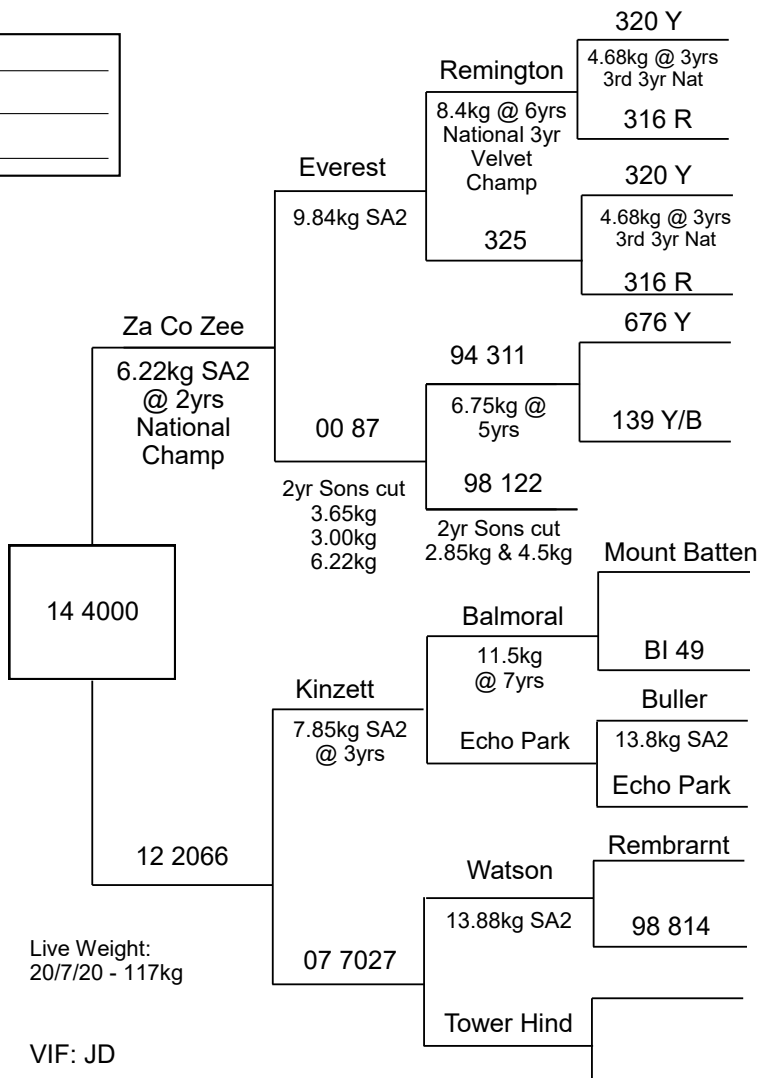 320 Y
4.68kg @ 3yrs
3rd 3yr Nat
Remington
8.4kg @ 6yrs
National 3yr
Velvet
Champ
316 R
Everest
9.84kg SA2
320 Y
4.68kg @ 3yrs
3rd 3yr Nat
325
316 R
Za Co Zee
6.22kg SA2
@ 2yrs
National
Champ
676 Y
94 311
6.75kg @
5yrs
139 Y/B
00 87
2yr Sons cut
3.65kg
3.00kg
6.22kg
98 122
2yr Sons cut
2.85kg & 4.5kg
Mount Batten
14 4000
Balmoral
11.5kg
@ 7yrs
BI 49
Kinzett
7.85kg SA2
@ 3yrs
Buller
13.8kg SA2
Echo Park
Echo Park
12 2066
Rembrarnt
Watson
13.88kg SA2
98 814
07 7027
Tower Hind
Live Weight:
20/7/20 - 117kg
VIF: JD